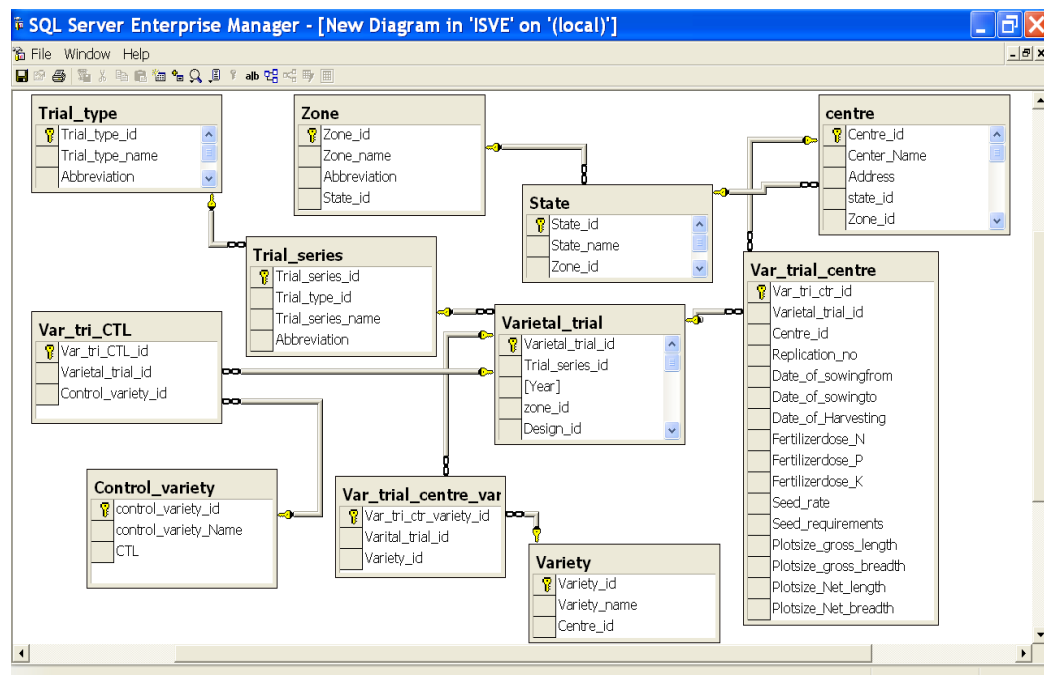 SQL Server Enterprise Manager - [New Diagram in 'ISVE' on '(local)']
File Window Help
ab
Trial_type
Trial_type_id
Trial_type_name
Abbreviation
Zone
Zone_id
Zone_name
Abbreviation
State_id
centre
Centre_id
Center_Name
Address
state_id
Zone_id
State
State_id
State_name
Zone_id
Trial_series
Trial_series_id
Trial_type_id
Trial_series_name
Abbreviation
Var_trial_centre
Var_tri_ctr_id
Varietal_trial_id
Centre_id
Replication_no
Date_of_sowingfrom
Date_of_sowingto
Date_of_Harvesting
Fertilizerdose_N
Fertilizerdose_P
Fertilizerdose_K
Seed_rate
Seed_requirements
Plotsize_gross_length
Plotsize_gross_breadth
Plotsize_Net_length
Plotsize_Net_breadth
Var_tri_CTL
Var_tri_CTL_id
Varietal_trial_id
Control_variety_id
Varietal_trial
Varietal_trial_id
Trial_series_id
[Year]
zone_id
Design_id
Control_variety
control_variety_id
control_variety_Name
CTL
Var_trial_centre_var
Var_tri_ctr_variety_id
Varital_trial_id
Variety_id
Variety
Variety_id
Variety_name
Centre_id